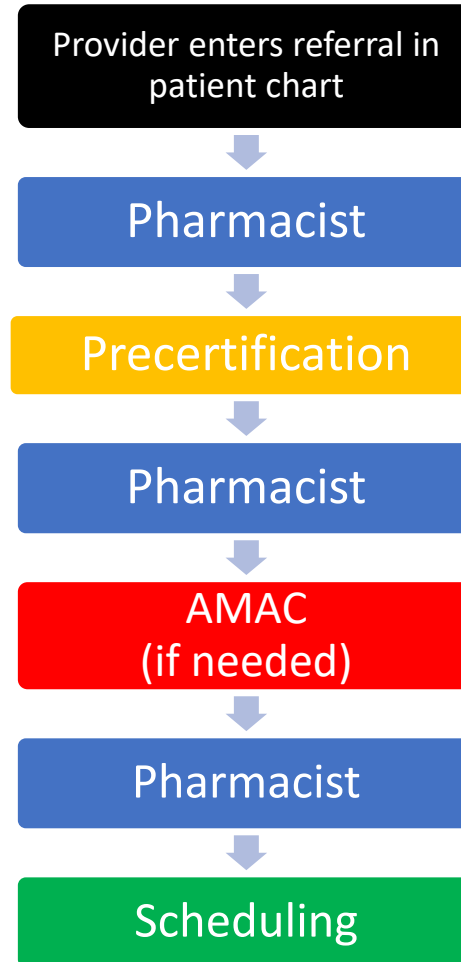 Provider enters referral in
patient chart
Pharmacist
Precertification
Pharmacist
AMAC
(if needed)
Pharmacist
Scheduling